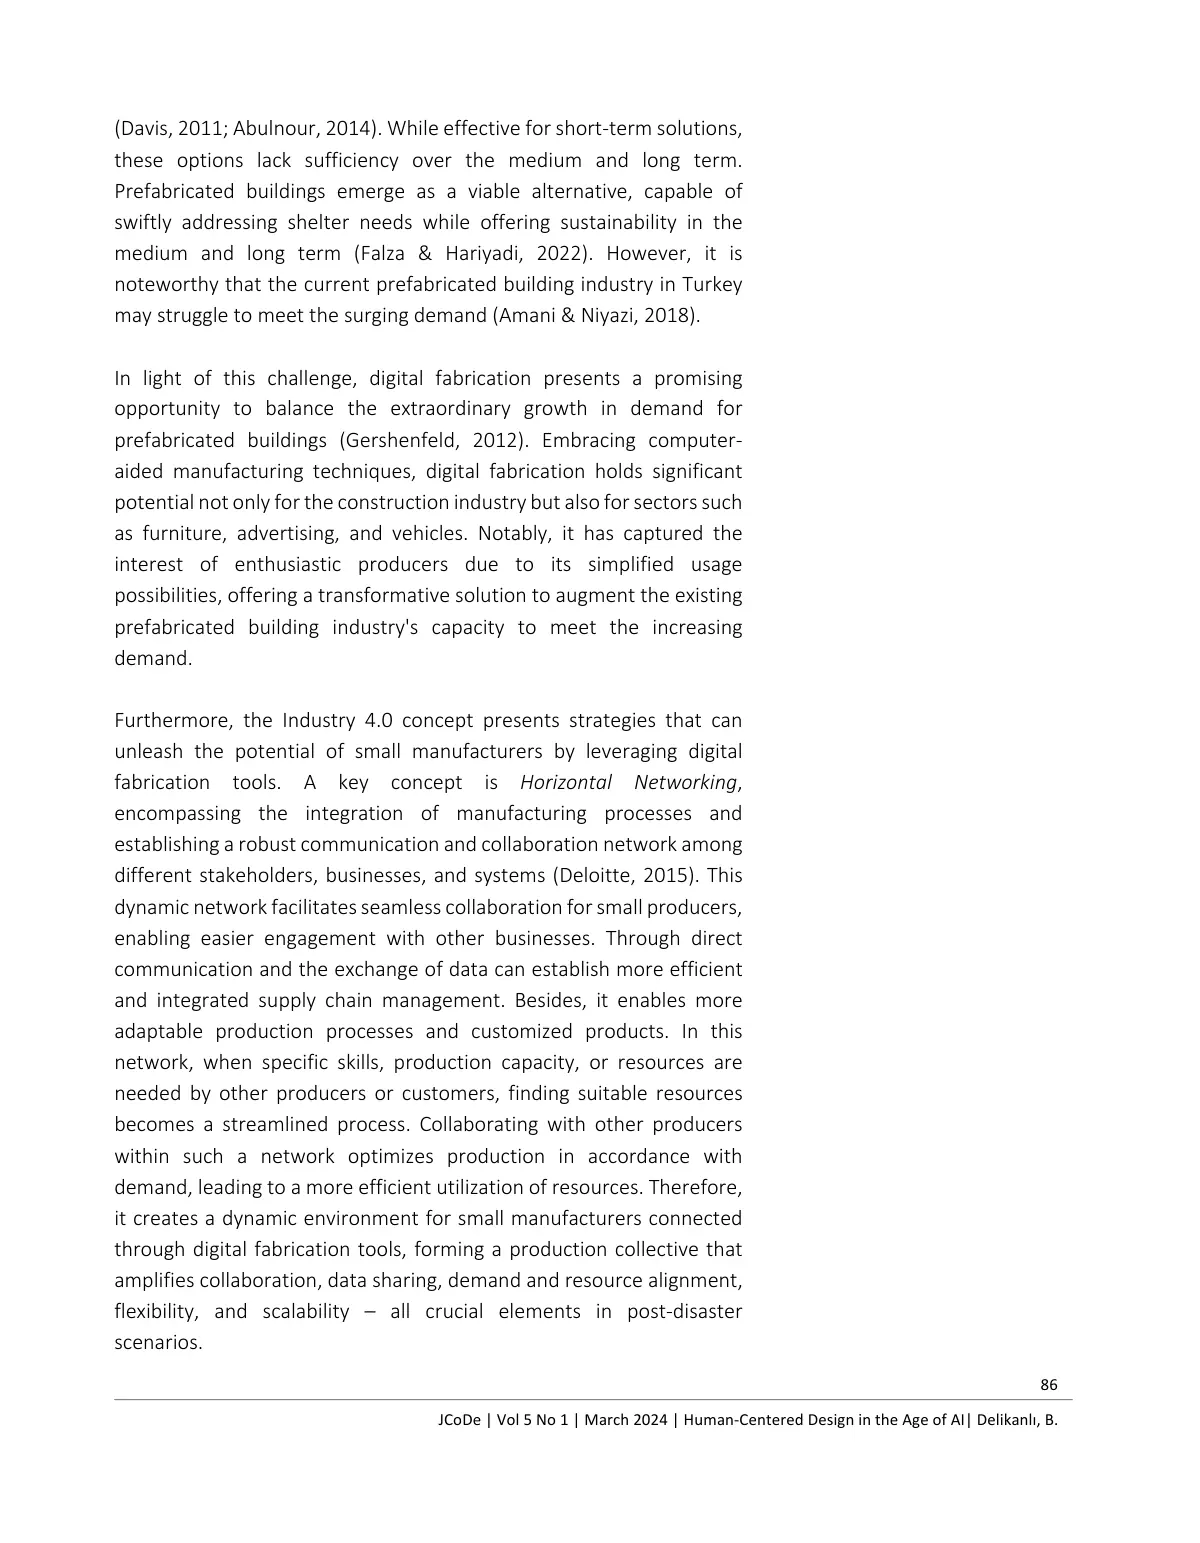 (Davis, 2011; Abulnour, 2014). While effective for short-term solutions,
these options lack sufficiency over the medium and long term.
Prefabricated buildings emerge as a viable alternative, capable of
swiftly addressing shelter needs while offering sustainability in the
medium and long term (Falza & Hariyadi, 2022). However, it is
noteworthy that the current prefabricated building industry in Turkey
may struggle to meet the surging demand (Amani & Niyazi, 2018).
In light of this challenge, digital fabrication presents a promising
opportunity to balance the extraordinary growth in demand for
prefabricated buildings (Gershenfeld, 2012). Embracing computer-
aided manufacturing techniques, digital fabrication holds significant
potential not only for the construction industry but also for sectors such
as furniture, advertising, and vehicles. Notably, it has captured the
interest of enthusiastic producers due to its simplified usage
possibilities, offering a transformative solution to augment the existing
prefabricated building industry's capacity to meet the increasing
demand.
Furthermore, the Industry 4.0 concept presents strategies that can
unleash the potential of small manufacturers by leveraging digital
fabrication tools. A key concept is Horizontal Networking,
encompassing the integration of manufacturing processes and
establishing a robust communication and collaboration network among
different stakeholders, businesses, and systems (Deloitte, 2015). This
dynamic network facilitates seamless collaboration for small producers,
enabling easier engagement with other businesses. Through direct
communication and the exchange of data can establish more efficient
and integrated supply chain management. Besides, it enables more
adaptable production processes and customized products. In this
network, when specific skills, production capacity, or resources are
needed by other producers or customers, finding suitable resources
becomes a streamlined process. Collaborating with other producers
within such a network optimizes production in accordance with
demand, leading to a more efficient utilization of resources. Therefore,
it creates a dynamic environment for small manufacturers connected
through digital fabrication tools, forming a production collective that
amplifies collaboration, data sharing, demand and resource alignment,
flexibility, and scalability – all crucial elements in post-disaster
scenarios.
86
JCoDe | Vol 5 No 1 | March 2024 | Human-Centered Design in the Age of AI| Delikanlı, B.